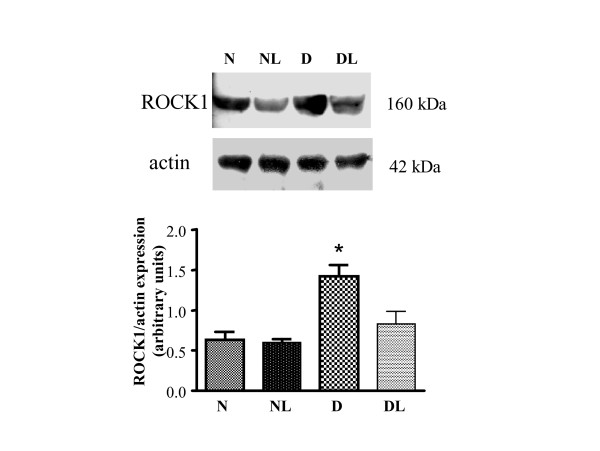 N NL D DL
ROCK1 160 kDa
actin 42 kDa
ROCK1/actin expression
(arbitrary units)
2.0
1.5
*
1.0
0.5
0.0
N NL D DL